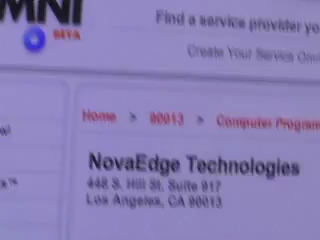 MNI
BETA
Find a service provider yo
Create Your Service Om
Home > 90013 > Computer Program
NovaEdge Technologies
448 S. Hill St, Suite 917
Los Angeles, CA 90013